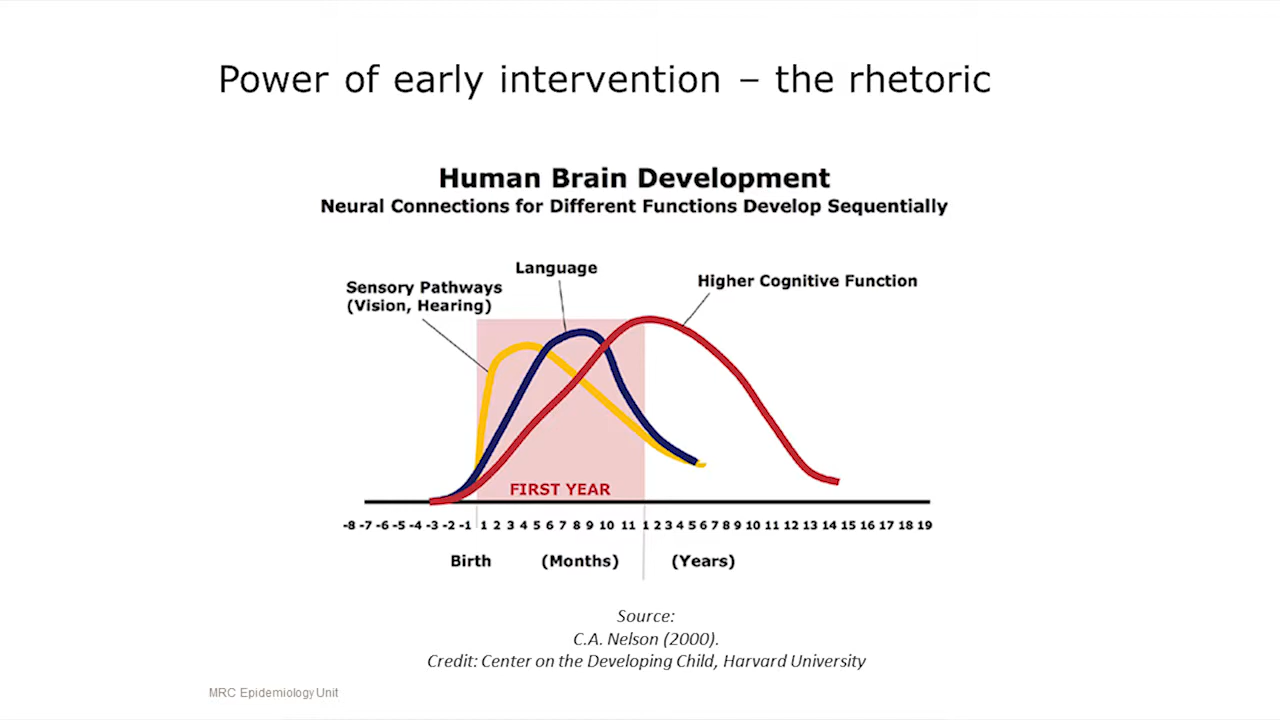 Power of early intervention – the rhetoric
Human Brain Development
Neural Connections for Different Functions Develop Sequentially
Language
Sensory Pathways
(Vision, Hearing)
Higher Cognitive Function
FIRST YEAR
-8 -7 -6 -5 -4 -3 -2 -1 1 2 3 4 5 6 7 8 9 10 11 1 2 3 4 5 6 7 8 9 10 11 12 13 14 15 16 17 18 19
Birth (Months) (Years)
Source:
C.A. Nelson (2000).
Credit: Center on the Developing Child, Harvard University
MRC Epidemiology Unit